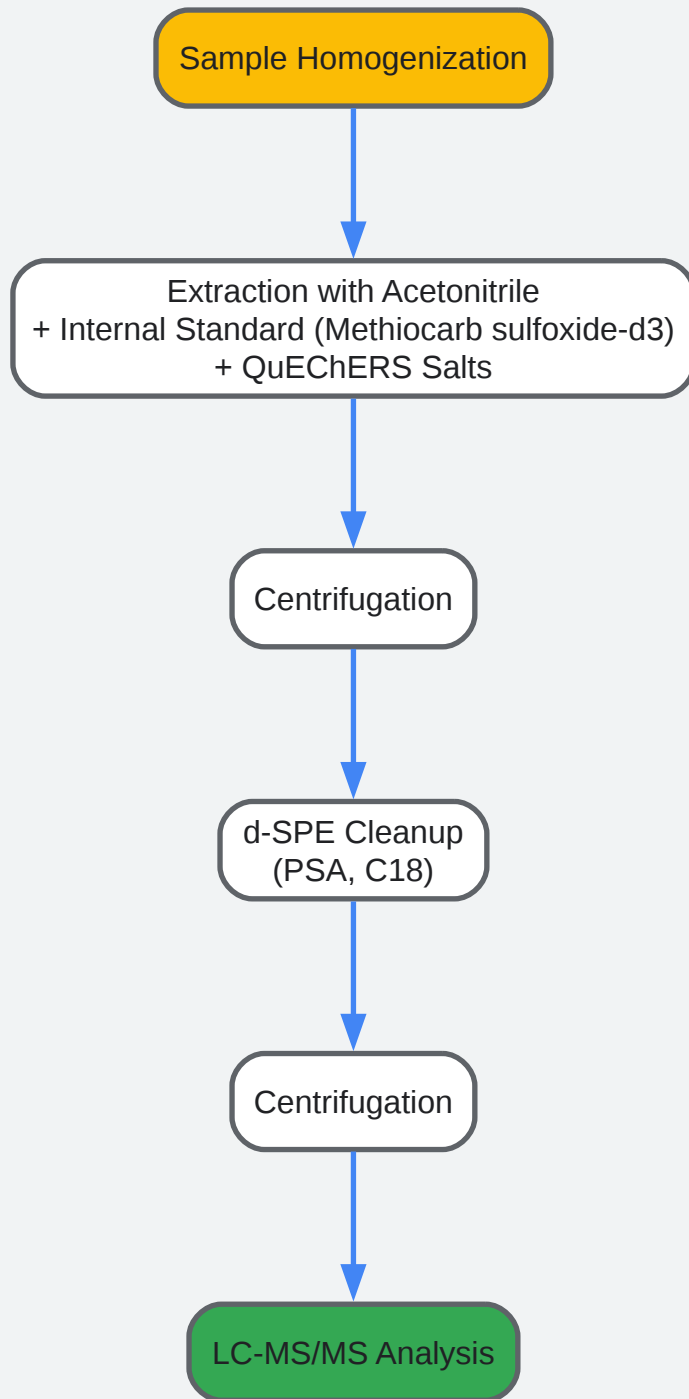 Sample Homogenization
Extraction with Acetonitrile
+ Internal Standard (Methiocarb sulfoxide-d3)
+ QuEChERS Salts
Centrifugation
d-SPE Cleanup
(PSA, C18)
Centrifugation
LC-MS/MS Analysis